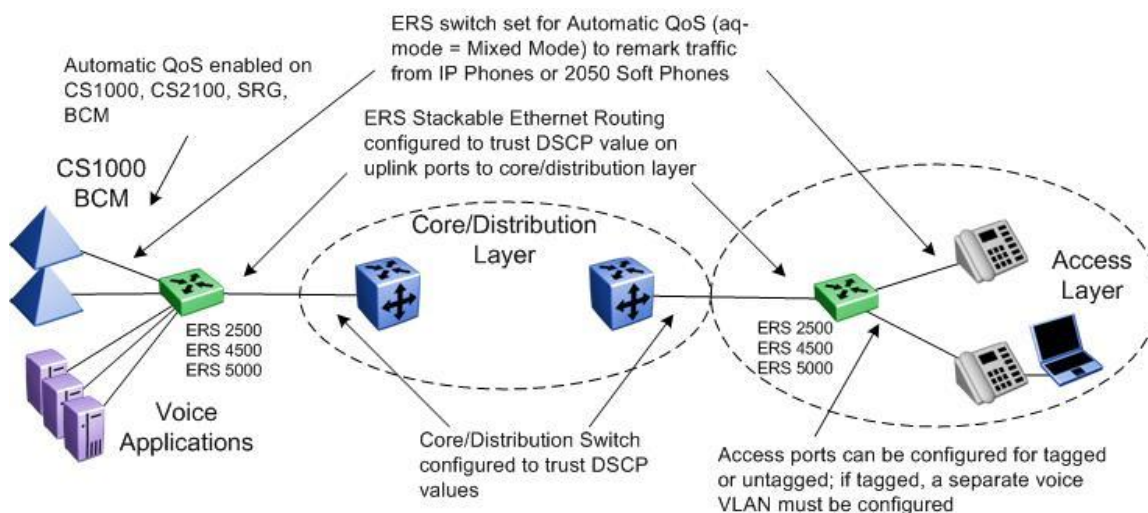 ERS switch set for Automatic QoS (aq-
mode = Mixed Mode) to remark traffic
from IP Phones or 2050 Soft Phones
Automatic QoS enabled on
CS1000, CS2100, SRG,
BCM
ERS Stackable Ethernet Routing
configured to trust DSCP value on
uplink ports to core/distribution layer
CS1000
BCM
Core/Distribution
Layer
Access
Layer
ERS 2500
ERS 4500
ERS 5000
ERS 2500
ERS 4500
ERS 5000
Voice
Applications
Core/Distribution Switch
configured to trust DSCP
values
Access ports can be configured for tagged
or untagged; if tagged, a separate voice
VLAN must be configured